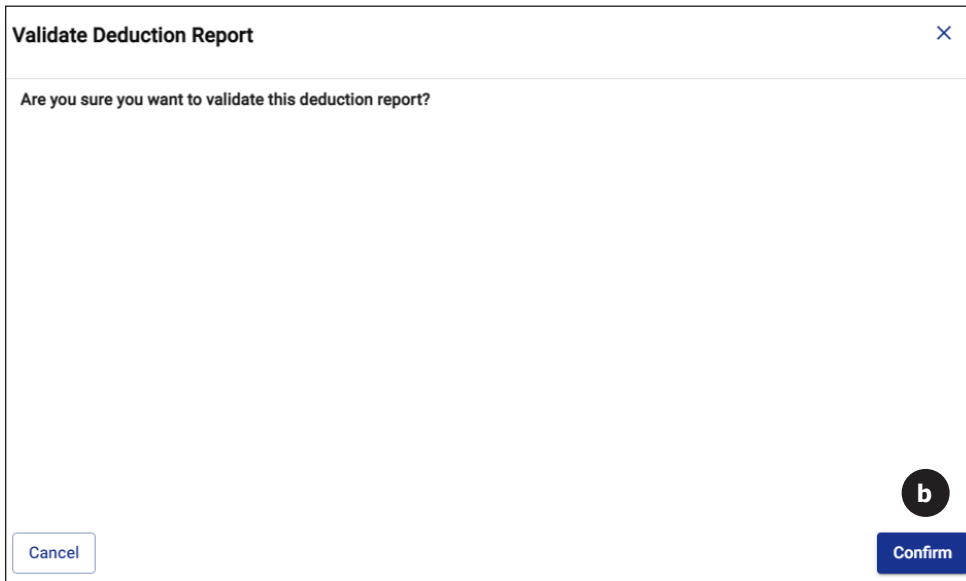 Validate Deduction Report
Are you sure you want to validate this deduction report?
b
Cancel
Confirm